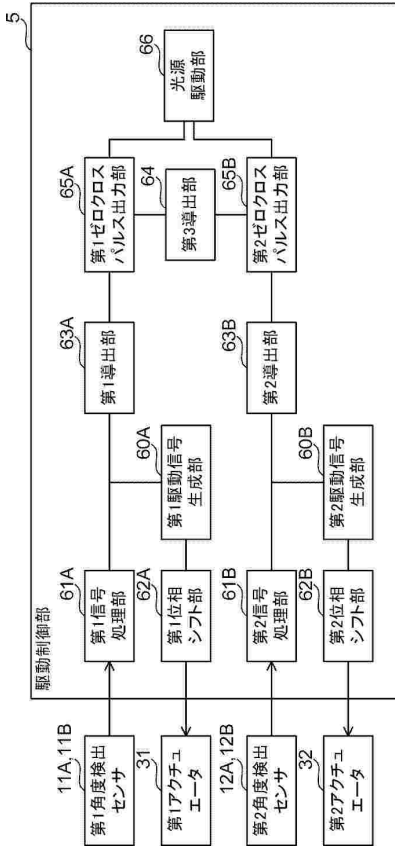 5
駆動制御部
11A, 11B
第1角度検出
センサ
61A
第1信号
処理部
63A
第1導出部
65A
第1ゼロクロス
パルス出力部
66
光源
駆動部
31
第1アクチュ
エータ
62A
第1位相
シフト部
60A
第1駆動信号
生成部
64
第3導出部
12A, 12B
第2角度検出
センサ
61B
第2信号
処理部
63B
第2導出部
65B
第2ゼロクロス
パルス出力部
32
第2アクチュ
エータ
62B
第2位相
シフト部
60B
第2駆動信号
生成部